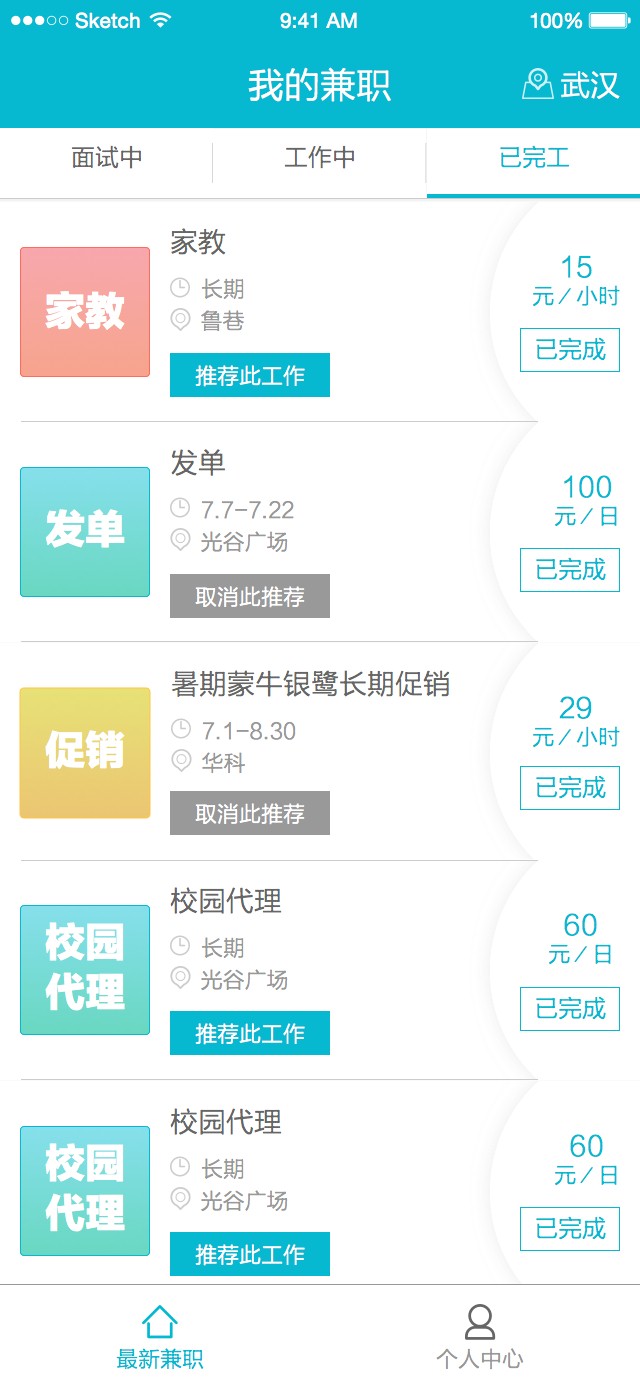 Sketch 9:41 AM 100%
我的兼职 武汉
面试中 工作中 已完工
家教
家教
长期
鲁巷
推荐此工作
15
元／小时
已完成
发单
发单
7.7-7.22
光谷广场
取消此推荐
100
元／日
已完成
促销
暑期蒙牛银鹭长期促销
7.1-8.30
华科
取消此推荐
29
元／小时
已完成
校园
代理
校园代理
长期
光谷广场
推荐此工作
60
元／日
已完成
校园
代理
校园代理
长期
光谷广场
推荐此工作
60
元／日
已完成
最新兼职 个人中心